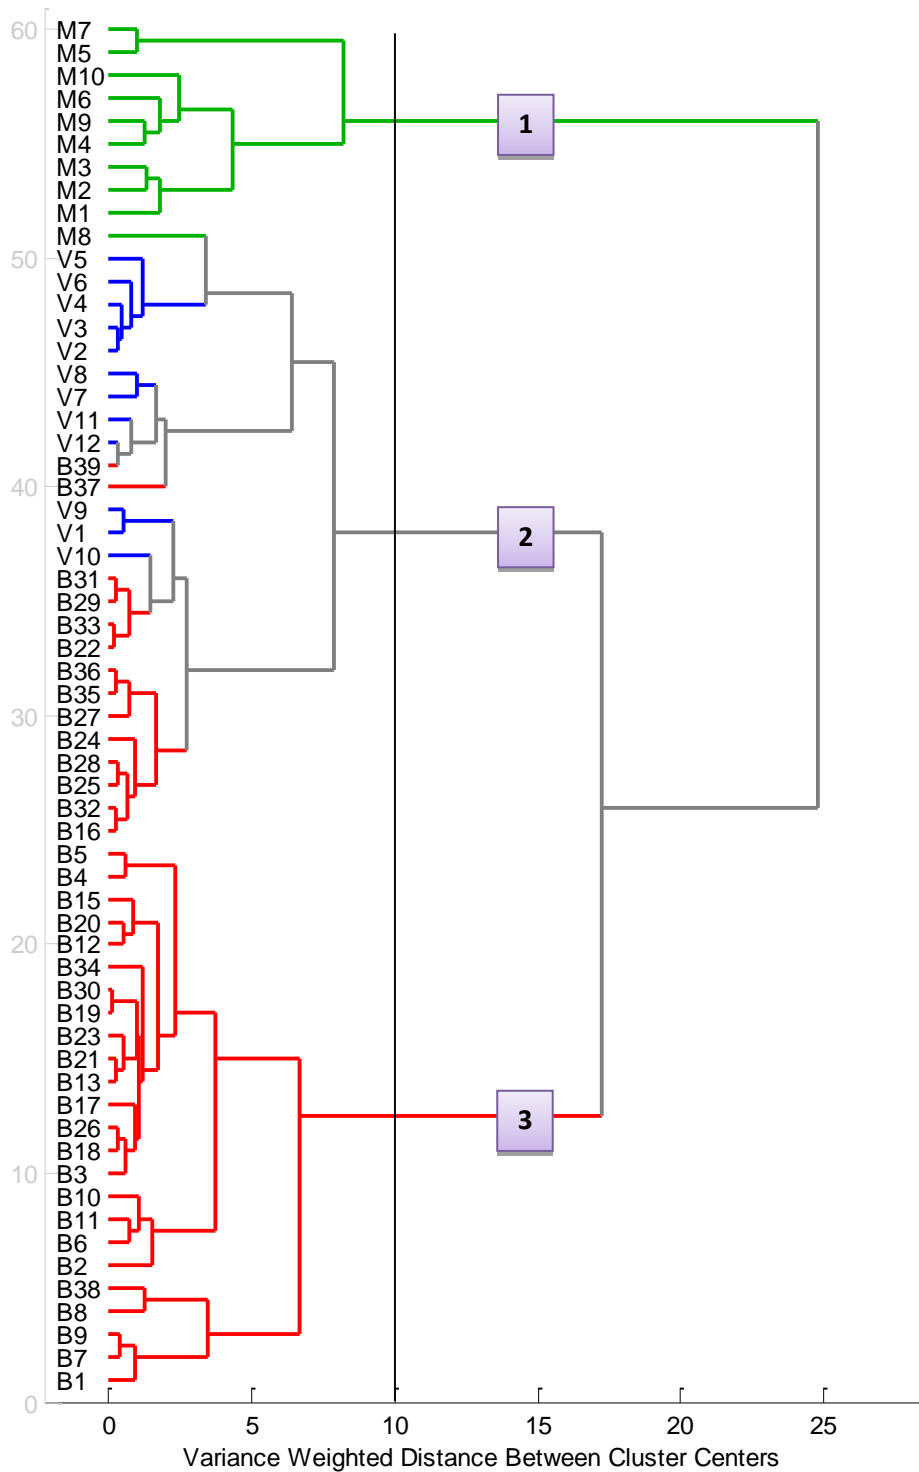 60
M7
M5
M10
M6
M9
M4
1
M3
M2
M1
M8
50
V5
V6
V4
V3
V2
V8
V7
V11
V12
B39
40
B37
V9
V1
2
V10
B31
B29
B33
B22
B36
B35
30
B27
B24
B28
B25
B32
B16
B5
B4
B15
B20
20
B12
B34
B30
B19
B23
B21
B13
B17
3
B26
B18
10
B3
B10
B11
B6
B2
B38
B8
B9
B7
B1
0
0 5 10 15 20 25
Variance Weighted Distance Between Cluster Centers